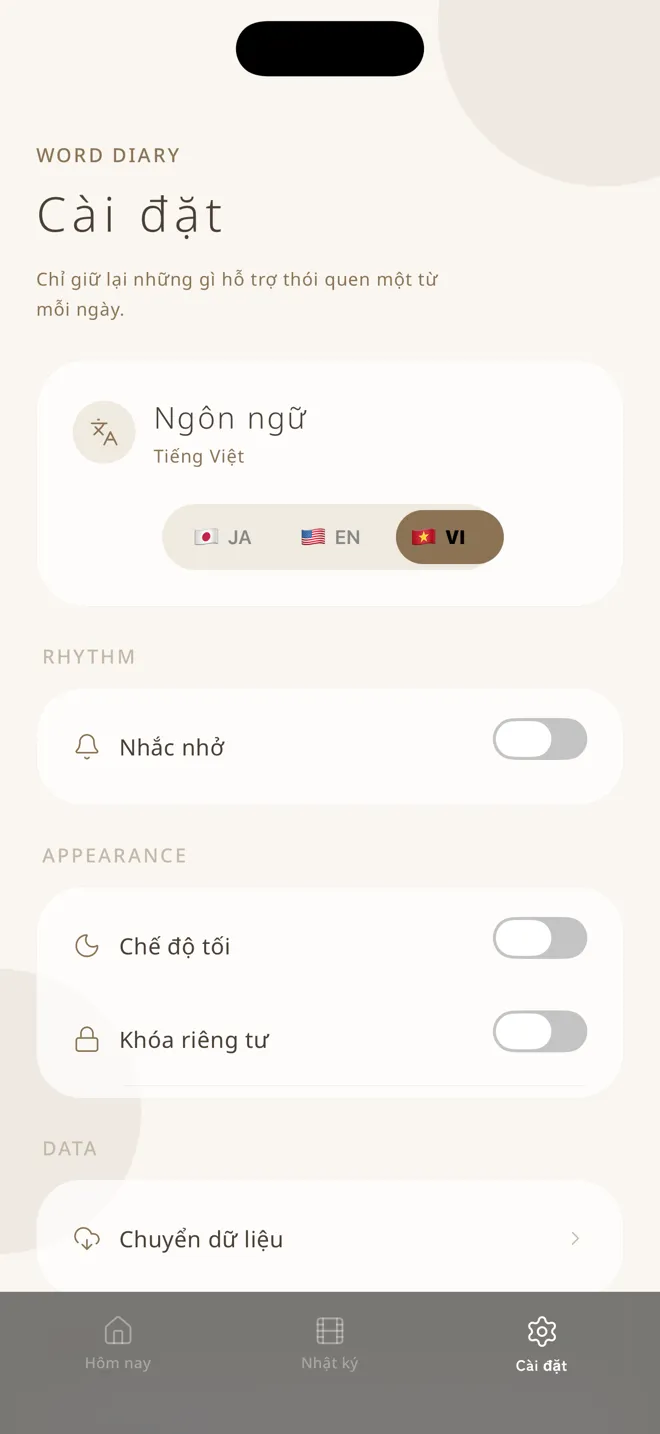 WORD DIARY
Cài đặt
Chỉ giữ lại những gì hỗ trợ thói quen một từ
mỗi ngày.
Ngôn ngữ
Tiếng Việt
JA EN VI
RHYTHM
Nhắc nhở
APPEARANCE
Chế độ tối
Khóa riêng tư
DATA
Chuyển dữ liệu
Hôm nay Nhật ký Cài đặt